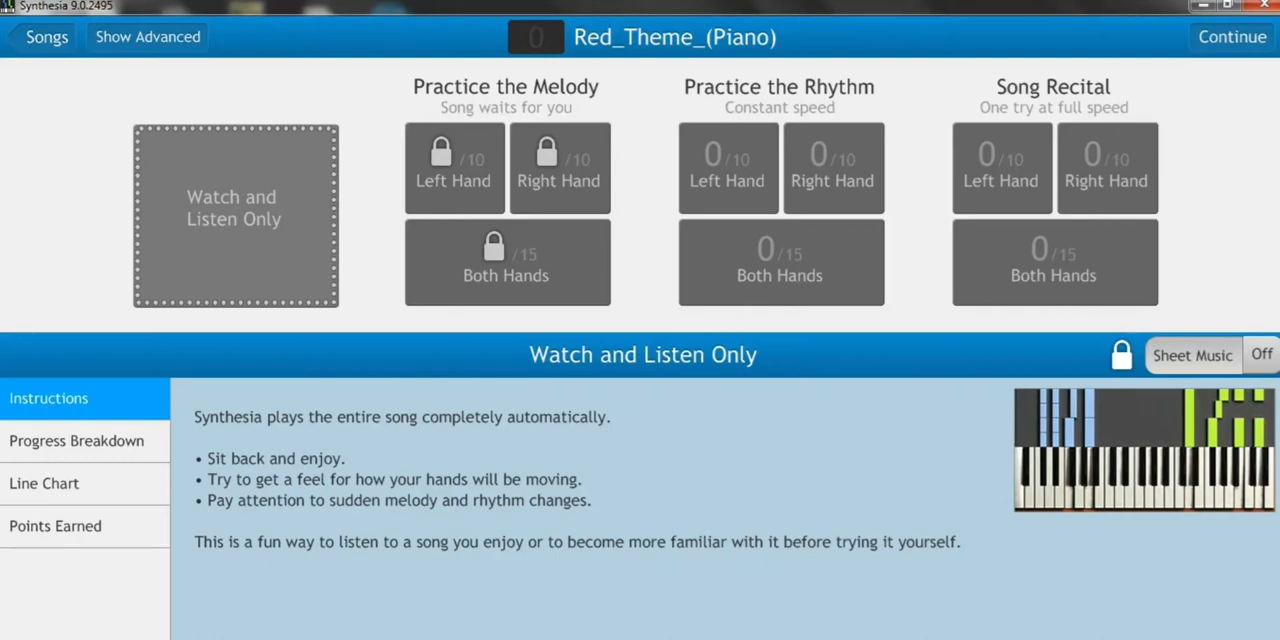 Synthesia 9.0.2495
Songs
Show Advanced
0
Red_Theme_(Piano)
Continue
Practice the Melody
Song waits for you
/10
Left Hand
/10
Right Hand
/15
Both Hands
Practice the Rhythm
Constant speed
0/10
Left Hand
0/10
Right Hand
0/15
Both Hands
Song Recital
One try at full speed
0/10
Left Hand
0/10
Right Hand
0/15
Both Hands
Watch and
Listen Only
Watch and Listen Only
Sheet Music
Off
Instructions
Progress Breakdown
Line Chart
Points Earned
Synthesia plays the entire song completely automatically.
• Sit back and enjoy.
• Try to get a feel for how your hands will be moving.
• Pay attention to sudden melody and rhythm changes.
This is a fun way to listen to a song you enjoy or to become more familiar with it before trying it yourself.